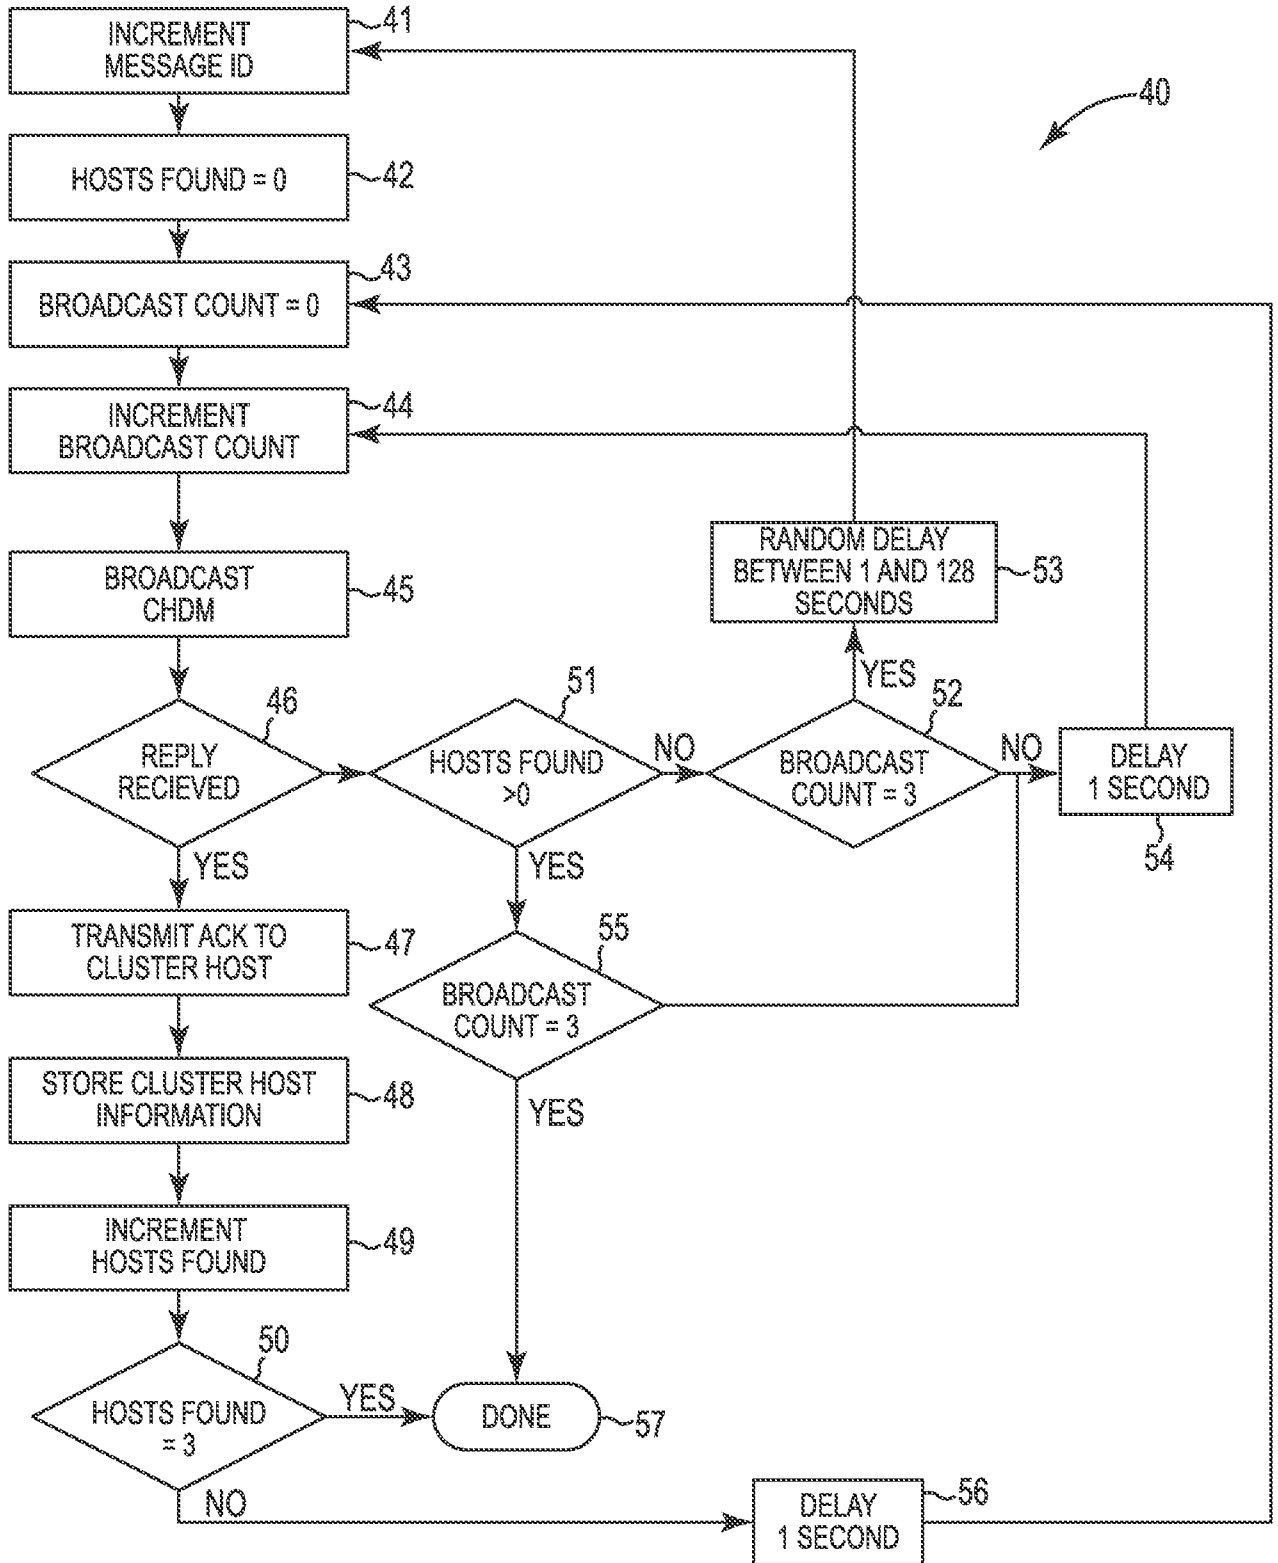 INCREMENT
MESSAGE ID
41
40
HOSTS FOUND = 0
42
BROADCAST COUNT = 0
43
INCREMENT
BROADCAST COUNT
44
BROADCAST
CHDM
45
RANDOM DELAY
BETWEEN 1 AND 128
SECONDS
53
YES
REPLY
RECIEVED
46
HOSTS FOUND
>0
51
NO
BROADCAST
COUNT = 3
52
NO
DELAY
1 SECOND
54
YES
YES
TRANSMIT ACK TO
CLUSTER HOST
47
BROADCAST
COUNT = 3
55
STORE CLUSTER HOST
INFORMATION
48
YES
INCREMENT
HOSTS FOUND
49
HOSTS FOUND
= 3
50
YES
DONE
57
NO
DELAY
1 SECOND
56